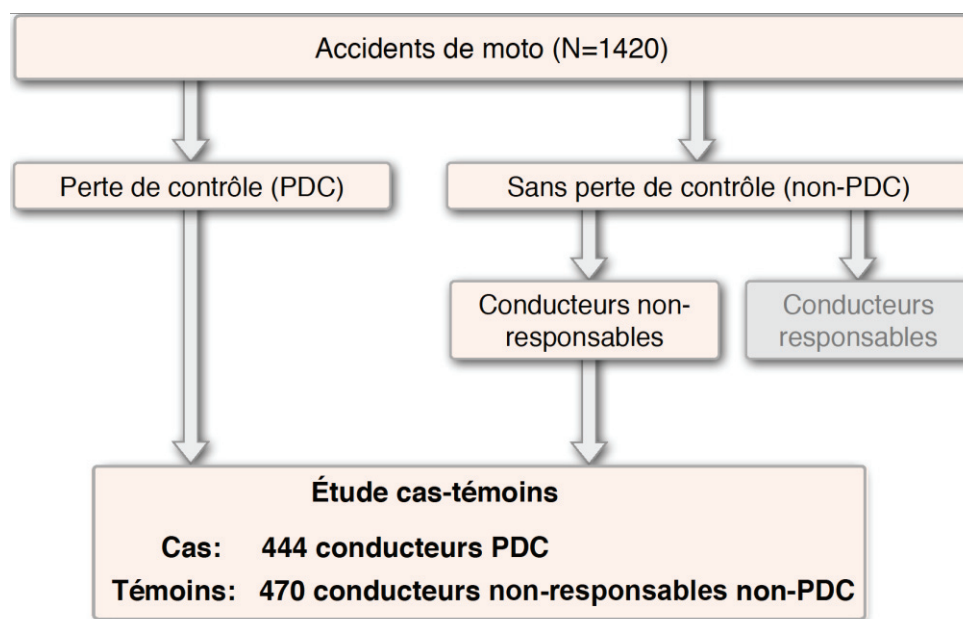 Accidents de moto (N=1420)
Perte de contrôle (PDC)
Sans perte de contrôle (non-PDC)
Conducteurs non-
responsables
Conducteurs
responsables
Étude cas-témoins
Cas: 444 conducteurs PDC
Témoins: 470 conducteurs non-responsables non-PDC